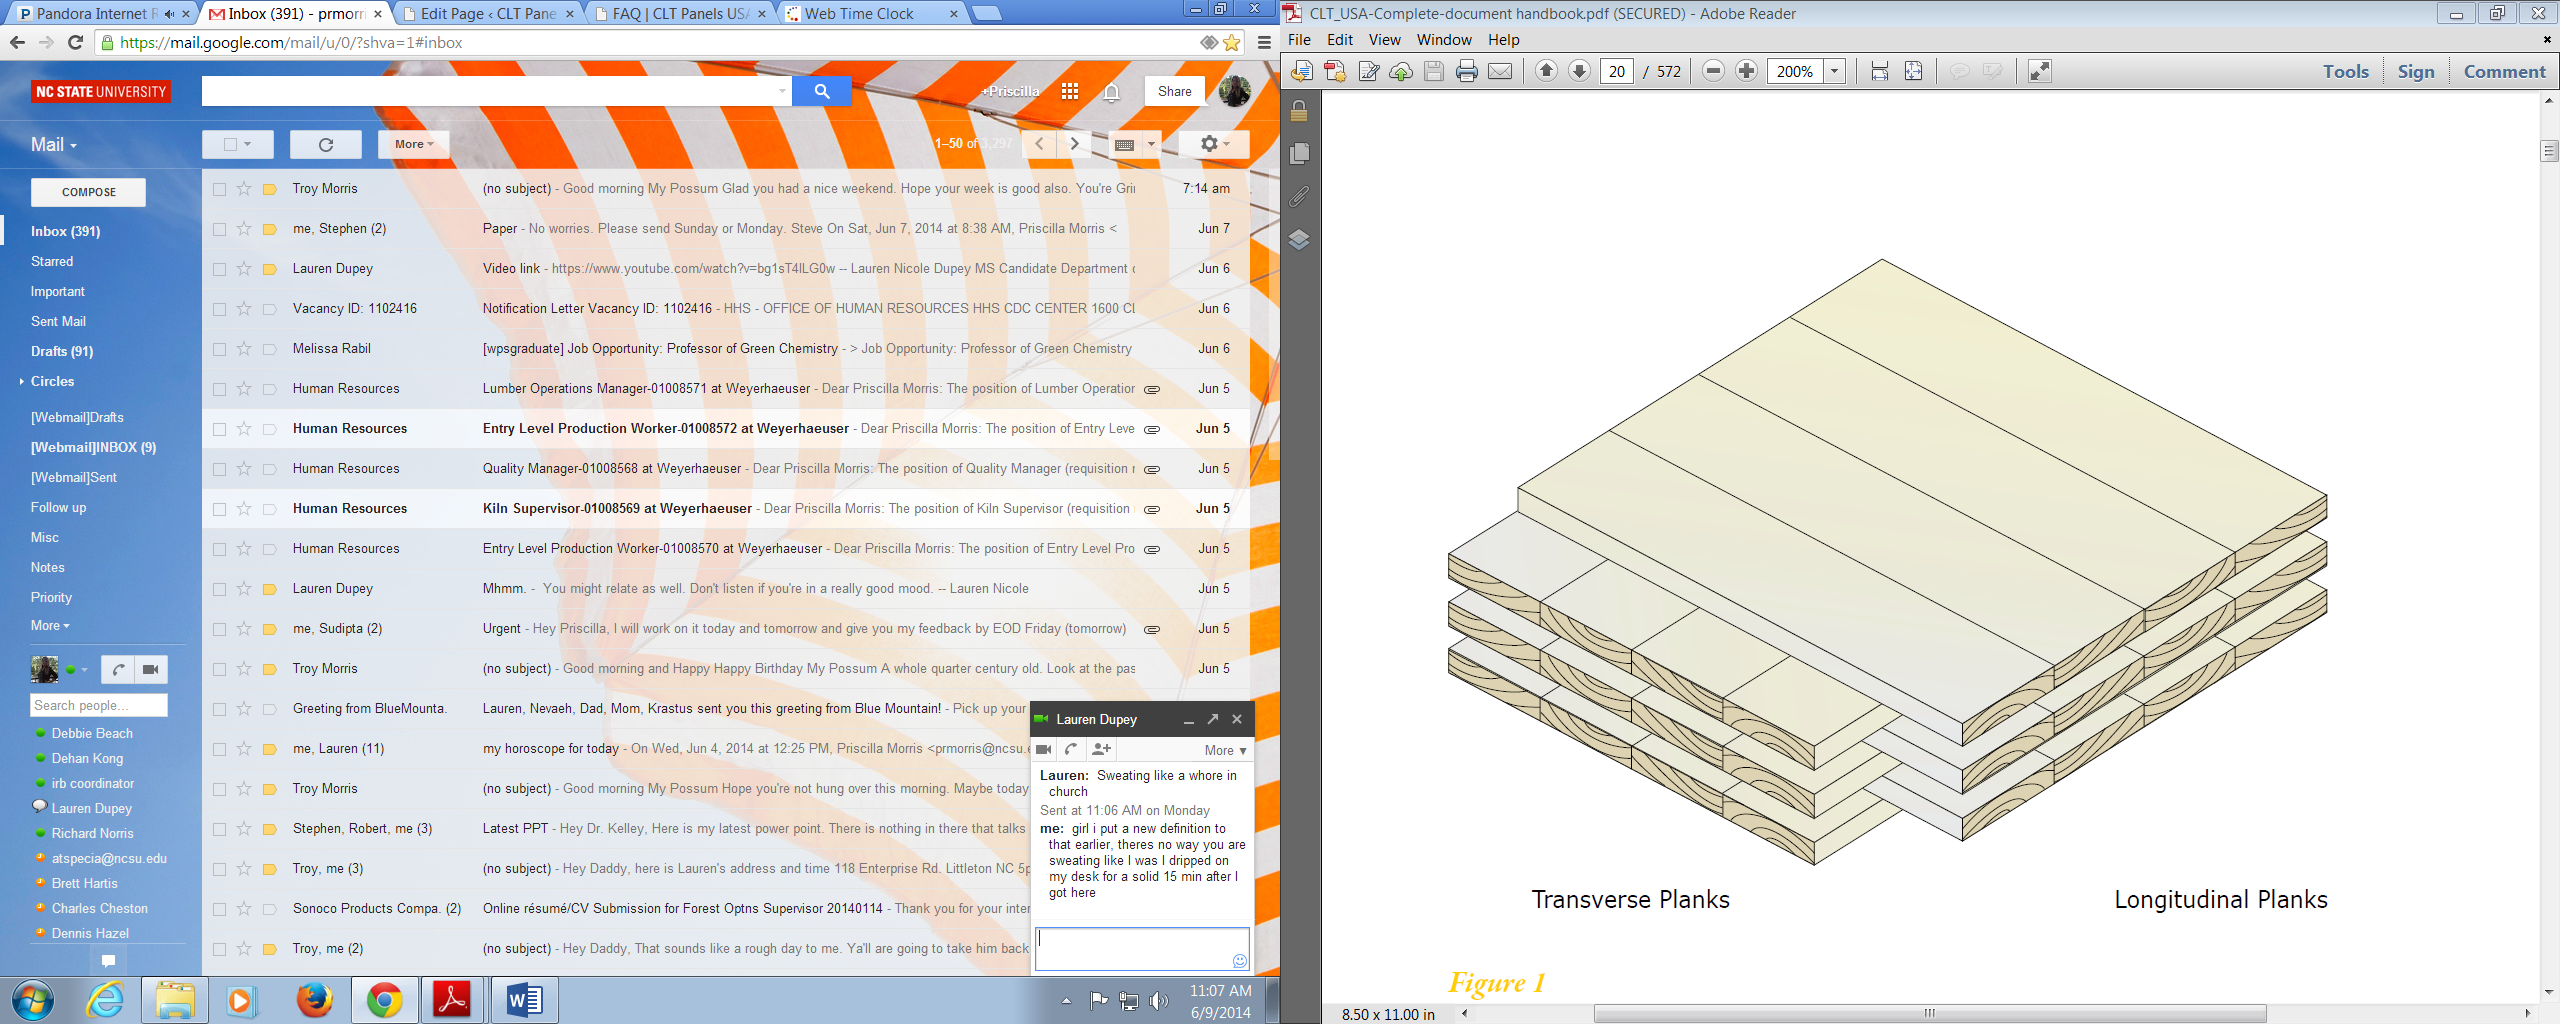 Pandora Internet R
Inbox (391) - prmorri
Edit Page ‹ CLT Pane
FAQ | CLT Panels USA
Web Time Clock
https://mail.google.com/mail/u/0/?shva=1#inbox
NC STATE UNIVERSITY
+Priscilla
Share
Mail
More
1–50 of 3,297
COMPOSE
Inbox (391)
Starred
Important
Sent Mail
Drafts (91)
Circles
[Webmail]Drafts
[Webmail]INBOX (9)
[Webmail]Sent
Follow up
Misc
Notes
Priority
More
Search people...
Debbie Beach
Dehan Kong
irb coordinator
Lauren Dupey
Richard Norris
atspecia@ncsu.edu
Brett Hartis
Charles Cheston
Dennis Hazel
Troy Morris (no subject) - Good morning My Possum Glad you had a nice weekend. Hope your week is good also. You're Gri 7:14 am
me, Stephen (2) Paper - No worries. Please send Sunday or Monday. Steve On Sat, Jun 7, 2014 at 8:38 AM, Priscilla Morris < Jun 7
Lauren Dupey Video link - https://www.youtube.com/watch?v=bg1sT4ILG0w -- Lauren Nicole Dupey MS Candidate Department Jun 6
Vacancy ID: 1102416 Notification Letter Vacancy ID: 1102416 - HHS - OFFICE OF HUMAN RESOURCES HHS CDC CENTER 1600 CL Jun 6
Melissa Rabil [wpsgraduate] Job Opportunity: Professor of Green Chemistry - > Job Opportunity: Professor of Green Chemistry Jun 6
Human Resources Lumber Operations Manager-01008571 at Weyerhaeuser - Dear Priscilla Morris: The position of Lumber Operation Jun 5
Human Resources Entry Level Production Worker-01008572 at Weyerhaeuser - Dear Priscilla Morris: The position of Entry Leve Jun 5
Human Resources Quality Manager-01008568 at Weyerhaeuser - Dear Priscilla Morris: The position of Quality Manager (requisition Jun 5
Human Resources Kiln Supervisor-01008569 at Weyerhaeuser - Dear Priscilla Morris: The position of Kiln Supervisor (requisition Jun 5
Human Resources Entry Level Production Worker-01008570 at Weyerhaeuser - Dear Priscilla Morris: The position of Entry Level Pro Jun 5
Lauren Dupey Mhmm. - You might relate as well. Don't listen if you're in a really good mood. -- Lauren Nicole Jun 5
me, Sudipta (2) Urgent - Hey Priscilla, I will work on it today and tomorrow and give you my feedback by EOD Friday (tomorrow) Jun 5
Troy Morris (no subject) - Good morning and Happy Happy Birthday My Possum A whole quarter century old. Look at the pas Jun 5
Greeting from BlueMounta. Lauren, Nevaeh, Dad, Mom, Krastus sent you this greeting from Blue Mountain! - Pick up your
me, Lauren (11) my horoscope for today - On Wed, Jun 4, 2014 at 12:25 PM, Priscilla Morris <prmorris@ncsu.e
Troy Morris (no subject) - Good morning My Possum Hope you're not hung over this morning. Maybe today
Stephen, Robert, me (3) Latest PPT - Hey Dr. Kelley, Here is my latest power point. There is nothing in there that talks
Troy, me (3) (no subject) - Hey Daddy, here is Lauren's address and time 118 Enterprise Rd. Littleton NC 5p
Sonoco Products Compa. (2) Online résumé/CV Submission for Forest Optns Supervisor 20140114 - Thank you for your inter
Troy, me (2) (no subject) - Hey Daddy, That sounds like a rough day to me. Ya'll are going to take him back
Lauren Dupey
More
Lauren: Sweating like a whore in
church
Sent at 11:06 AM on Monday
me: girl i put a new definition to
that earlier, theres no way you are
sweating like I was I dripped on
my desk for a solid 15 min after I
got here
11:07 AM
6/9/2014
CLT_USA-Complete-document handbook.pdf (SECURED) - Adobe Reader
File Edit View Window Help
20 / 572
200%
Tools Sign Comment
Transverse Planks
Longitudinal Planks
Figure 1
8.50 x 11.00 in